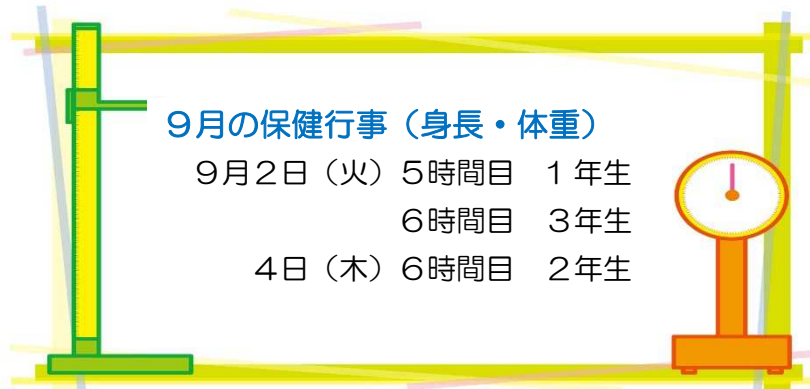 ９月の保健行事（身長・体重）
９月２日（火）５時間目　１年生
６時間目　３年生
４日（木）６時間目　２年生